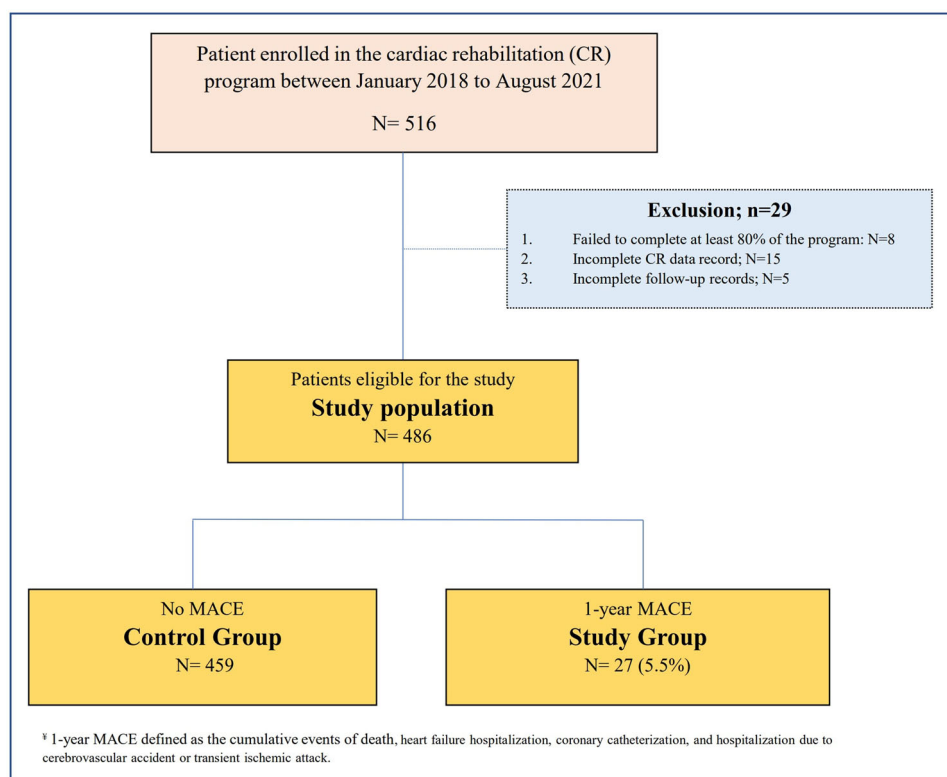 Patient enrolled in the cardiac rehabilitation (CR)
program between January 2018 to August 2021
N= 516
Exclusion; n=29
1. Failed to complete at least 80% of the program: N=8
2. Incomplete CR data record; N=15
3. Incomplete follow-up records; N=5
Patients eligible for the study
Study population
N= 486
No MACE
Control Group
N= 459
1-year MACE
Study Group
N= 27 (5.5%)
¥ 1-year MACE defined as the cumulative events of death, heart failure hospitalization, coronary catheterization, and hospitalization due to
cerebrovascular accident or transient ischemic attack.